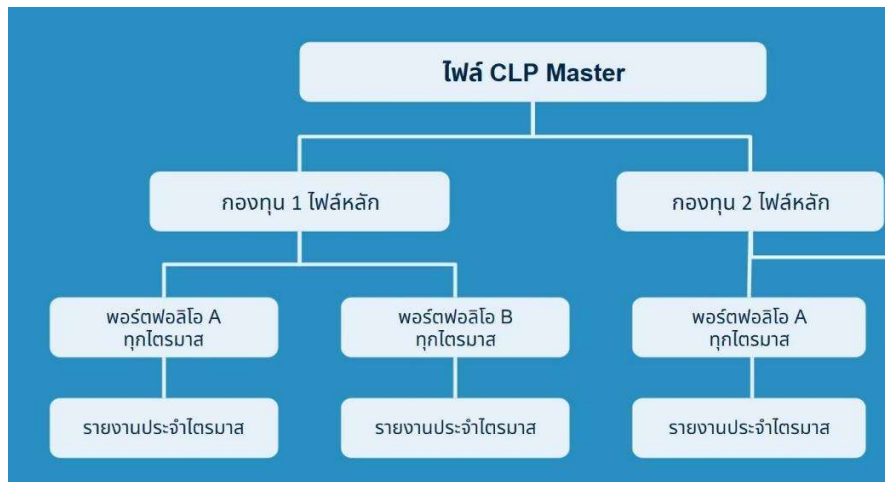 ไฟล์ CLP Master
กองทุน 1 ไฟล์หลัก
กองทุน 2 ไฟล์หลัก
พอร์ตฟอลิโอ A
ทุกไตรมาส
พอร์ตฟอลิโอ B
ทุกไตรมาส
พอร์ตฟอลิโอ A
ทุกไตรมาส
รายงานประจำไตรมาส
รายงานประจำไตรมาส
รายงานประจำไตรมาส